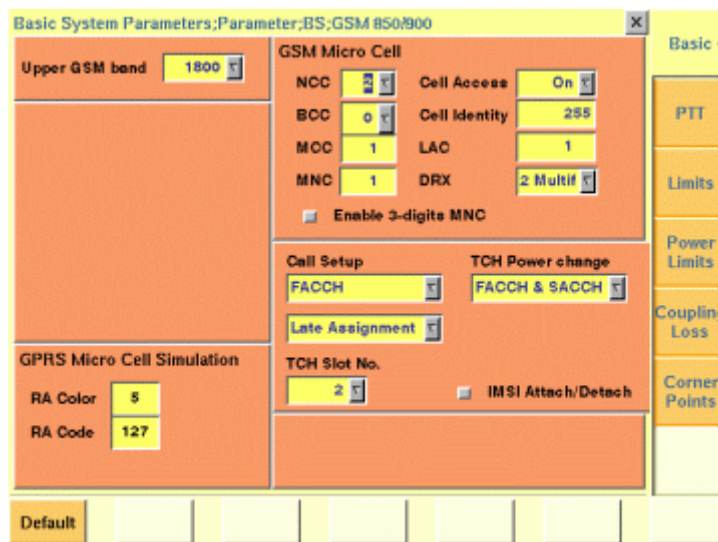 Basic System Parameters;Parameter;BS;GSM 850/900
Upper GSM band 1800
GSM Micro Cell
NCC 2 Cell Access On
BCC 0 Cell Identity 255
MCC 1 LAC 1
MNC 1 DRX 2 Multif
Enable 3-digits MNC
Call Setup TCH Power change
FACCH FACCH & SACCH
Late Assignment
TCH Slot No.
2 IMSI Attach/Detach
GPRS Micro Cell Simulation
RA Color 5
RA Code 127
Basic
PTT
Limits
Power
Limits
Coupling
Loss
Corner
Points
Default